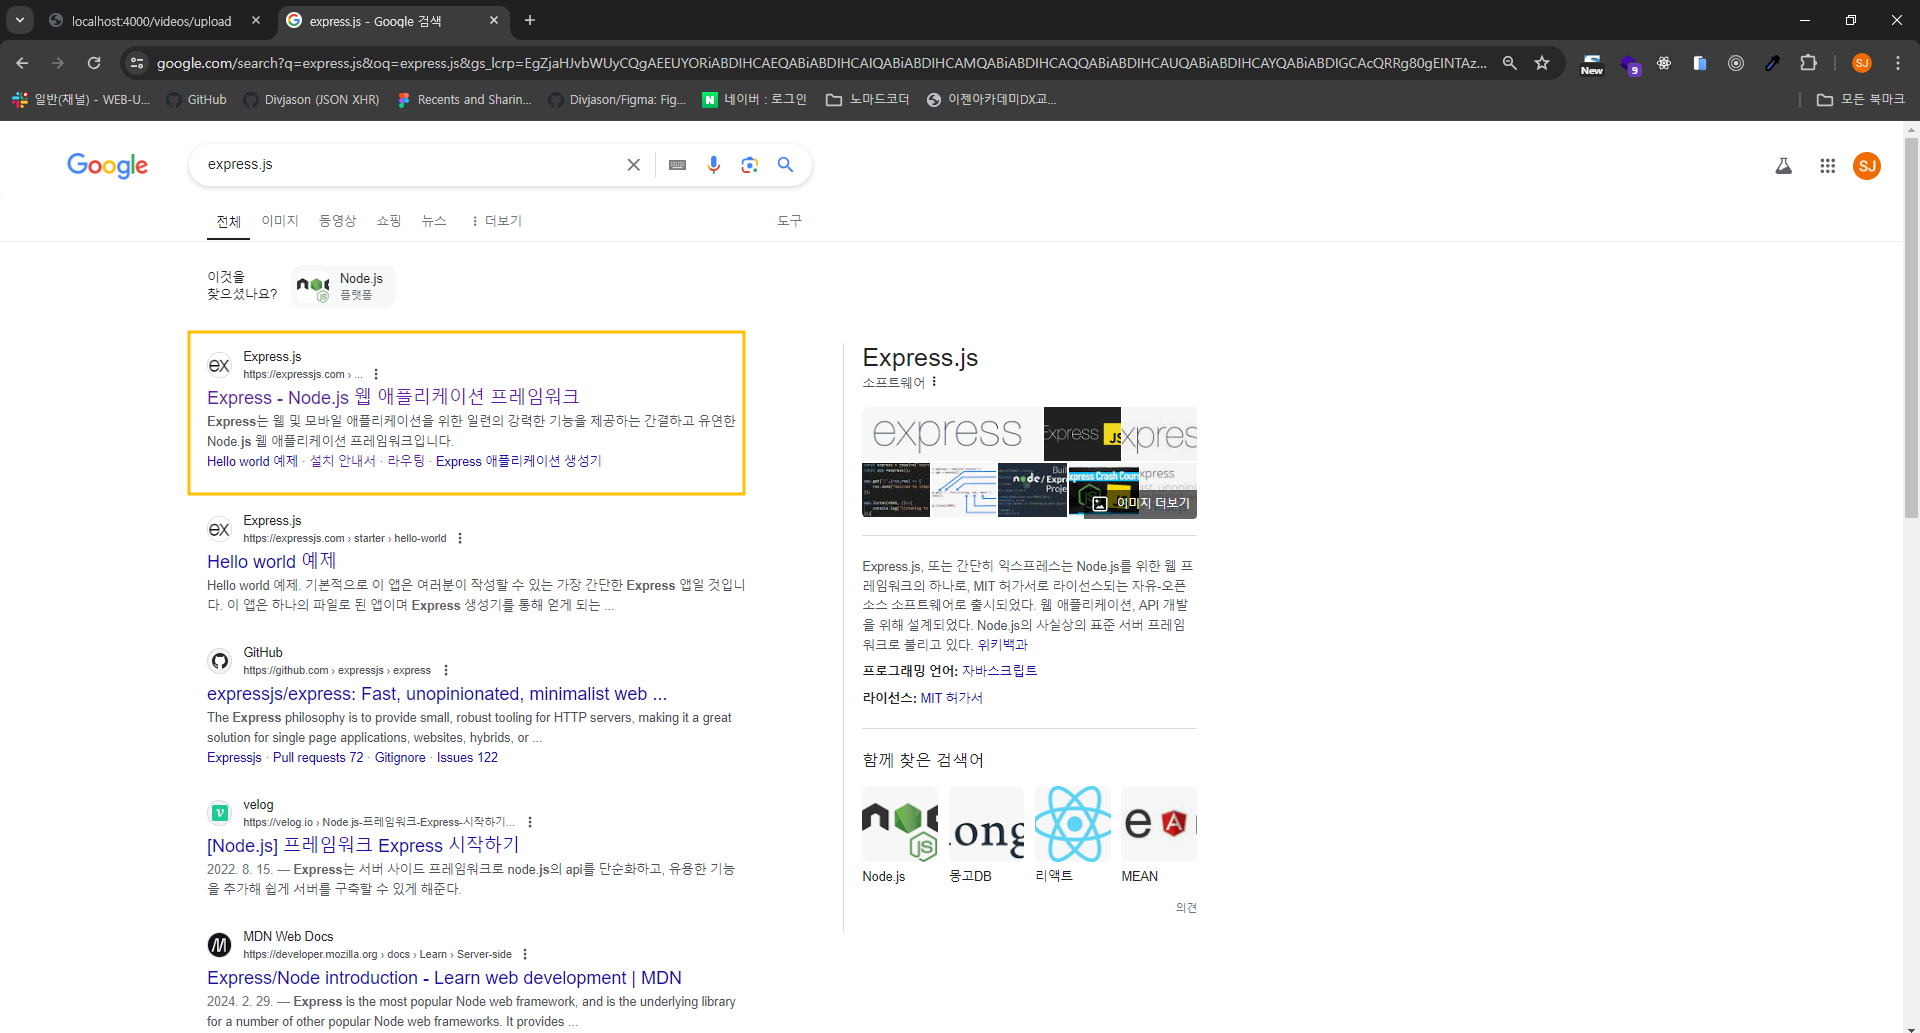 localhost:4000/videos/upload
express.js - Google 검색
google.com/search?q=express.js&oq=express.js&gs_lcrp=EgZjaHJvbWUyCQgAEEUYORiABDIHCAEQABiABDIHCAIQABiABDIHCAMQABiABDIHCAQQABiABDIHCAUQABiABDIHCAYQABiABDIGCAcQRRg80gEINTAz...
New
9
SJ
일반(채널) - WEB-U...
GitHub
Divjason (JSON XHR)
Recents and Sharin...
Divjason/Figma: Fig...
네이버 : 로그인
노마드코더
이젠아카데미DX교...
모든 북마크
Google
express.js
SJ
전체
이미지
동영상
쇼핑
뉴스
더보기
도구
이것을
찾으셨나요?
Node.js
플랫폼
ex
Express.js
https://expressjs.com › ...
Express - Node.js 웹 애플리케이션 프레임워크
Express는 웹 및 모바일 애플리케이션을 위한 일련의 강력한 기능을 제공하는 간결하고 유연한
Node.js 웹 애플리케이션 프레임워크입니다.
Hello world 예제 · 설치 안내서 · 라우팅 · Express 애플리케이션 생성기
ex
Express.js
https://expressjs.com › starter › hello-world
Hello world 예제
Hello world 예제. 기본적으로 이 앱은 여러분이 작성할 수 있는 가장 간단한 Express 앱일 것입니
다. 이 앱은 하나의 파일로 된 앱이며 Express 생성기를 통해 얻게 되는 ...
GitHub
https://github.com › expressjs › express
expressjs/express: Fast, unopinionated, minimalist web ...
The Express philosophy is to provide small, robust tooling for HTTP servers, making it a great
solution for single page applications, websites, hybrids, or ...
Expressjs · Pull requests 72 · Gitignore · Issues 122
velog
https://velog.io › Node.js-프레임워크-Express-시작하기...
[Node.js] 프레임워크 Express 시작하기
2022. 8. 15. — Express는 서버 사이드 프레임워크로 node.js의 api를 단순화하고, 유용한 기능
을 추가해 쉽게 서버를 구축할 수 있게 해준다.
MDN Web Docs
https://developer.mozilla.org › docs › Learn › Server-side
Express/Node introduction - Learn web development | MDN
2024. 2. 29. — Express is the most popular Node web framework, and is the underlying library
for a number of other popular Node web frameworks. It provides ...
Express.js
소프트웨어
express
Express
JS
xpres
node/Expr
Proje
xpress Crash Cour
xpress
이미지 더보기
Express.js, 또는 간단히 익스프레스는 Node.js를 위한 웹 프
레임워크의 하나로, MIT 허가서로 라이선스되는 자유-오픈
소스 소프트웨어로 출시되었다. 웹 애플리케이션, API 개발
을 위해 설계되었다. Node.js의 사실상의 표준 서버 프레임
워크로 불리고 있다. 위키백과
프로그래밍 언어: 자바스크립트
라이선스: MIT 허가서
함께 찾은 검색어
ong
e
Node.js
몽고DB
리액트
MEAN
의견